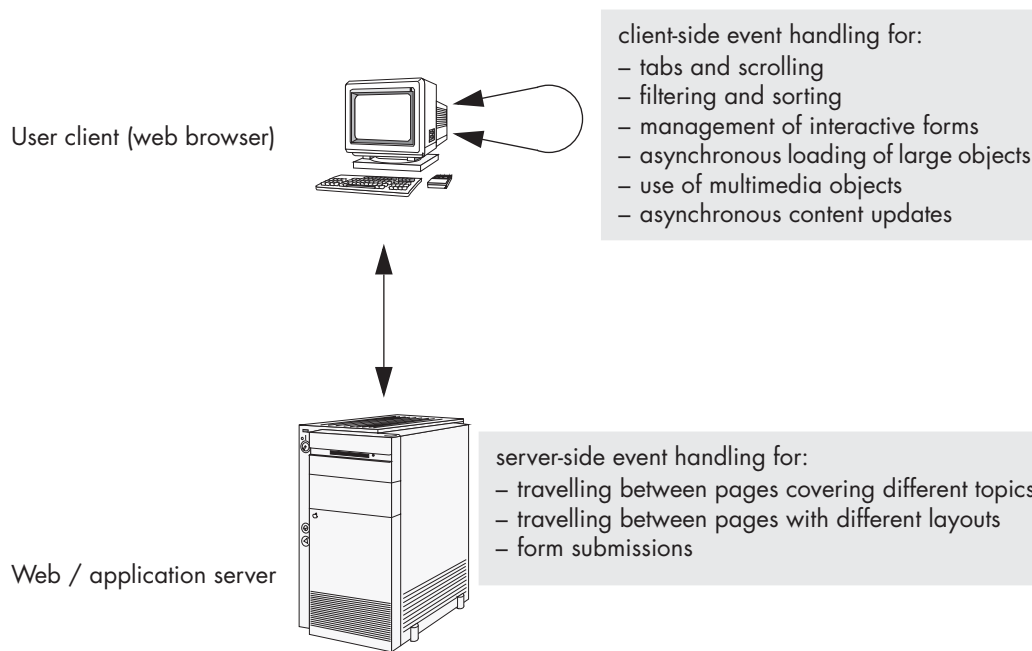 client-side event handling for:
– tabs and scrolling
– filtering and sorting
– management of interactive forms
– asynchronous loading of large objects
– use of multimedia objects
– asynchronous content updates
User client (web browser)
server-side event handling for:
– travelling between pages covering different topics
– travelling between pages with different layouts
– form submissions
Web / application server